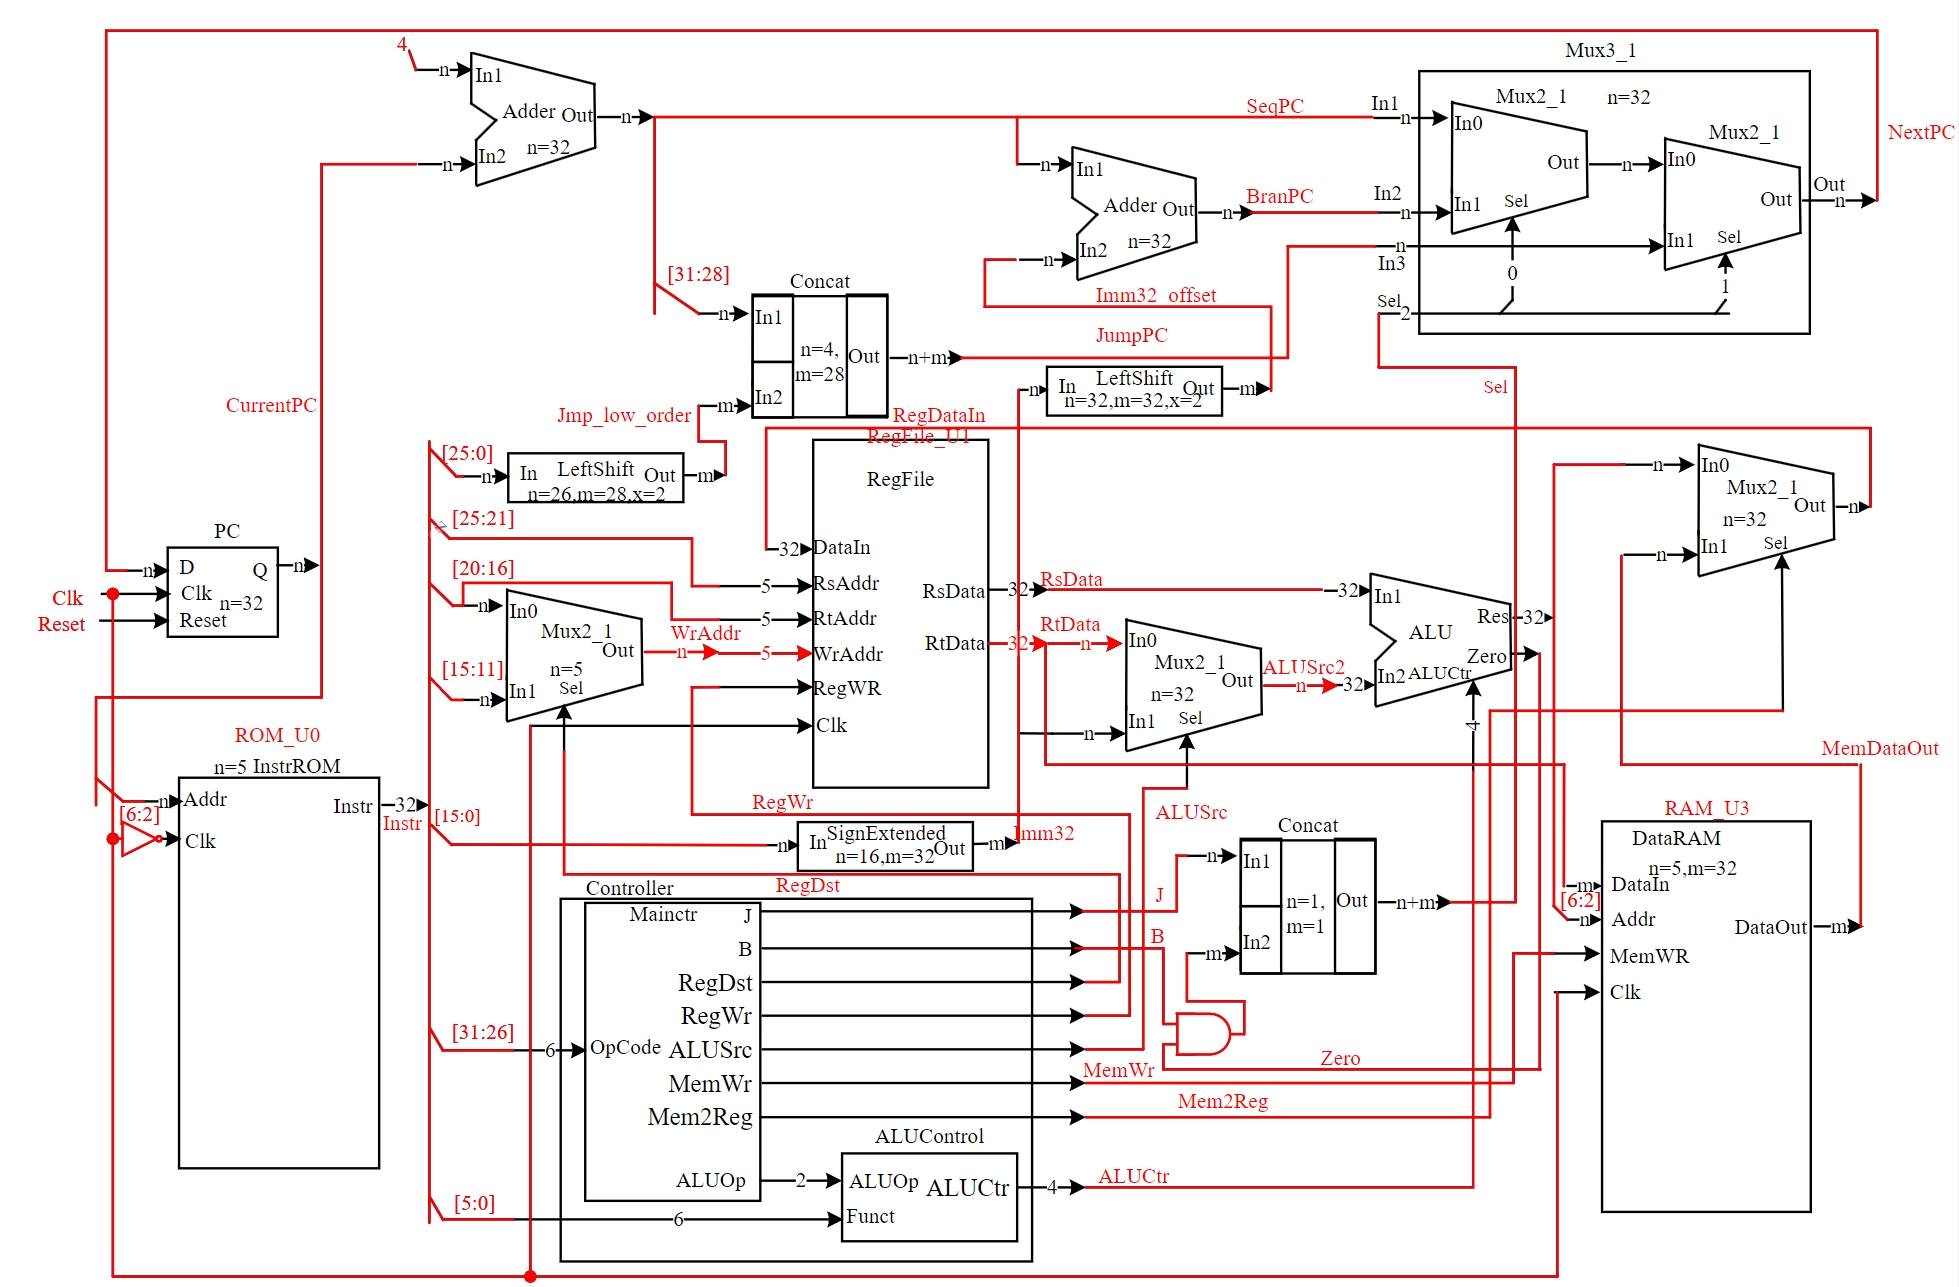 4
n
In1
Adder Out
n=32
n
In2
n
SeqPC
In1
n
Mux3_1
Mux2_1
n=32
In0
Out
n
In1
Sel
0
Mux2_1
In0
Out
In1
Sel
1
Out
n
NextPC
n
In1
Adder Out
n=32
n
In2
n
BranPC
In2
n
n
In3
Sel
2
[31:28]
n
Concat
In1
n=4,
m=28
Out
In2
n+m
m
Imm32_offset
JumpPC
n
In
LeftShift
Out
n=32,m=32,x=2
m
Sel
CurrentPC
Jmp_low_order
RegDataIn
RegFile_U1
[25:0]
n
In
LeftShift
Out
n=26,m=28,x=2
m
RegFile
[25:21]
32
DataIn
5
RsAddr
[20:16]
n
In0
Mux2_1
Out
n=5
Sel
In1
5
RtAddr
WrAddr
n
5
WrAddr
[15:11]
n
RegWR
Clk
RsData
32
RsData
RtData
32
RtData
n
In0
Mux2_1
Out
n=32
Sel
In1
n
ALUSrc2
n
32
32
In1
ALU
Res
32
Zero
In2
ALUCtr
4
n
In0
Mux2_1
Out
n=32
Sel
In1
n
n
PC
n
D
Q
n
Clk
Clk
n=32
Reset
Reset
ROM_U0
n=5 InstrROM
n
Addr
[6:2]
Clk
Instr
32
Instr
[15:0]
RegWr
n
In
SignExtended
Out
n=16,m=32
m
Imm32
ALUSrc
MemDataOut
RAM_U3
DataRAM
n=5,m=32
m
DataIn
[6:2]
n
Addr
DataOut
m
MemWR
Clk
Concat
n
In1
n=1,
m=1
Out
In2
n+m
m
RegDst
Controller
Mainctr
J
J
B
B
RegDst
RegWr
[31:26]
6
OpCode
ALUSrc
MemWr
MemWr
Zero
Mem2Reg
Mem2Reg
ALUControl
ALUOp
2
ALUOp
ALUCtr
4
ALUCtr
[5:0]
6
Funct